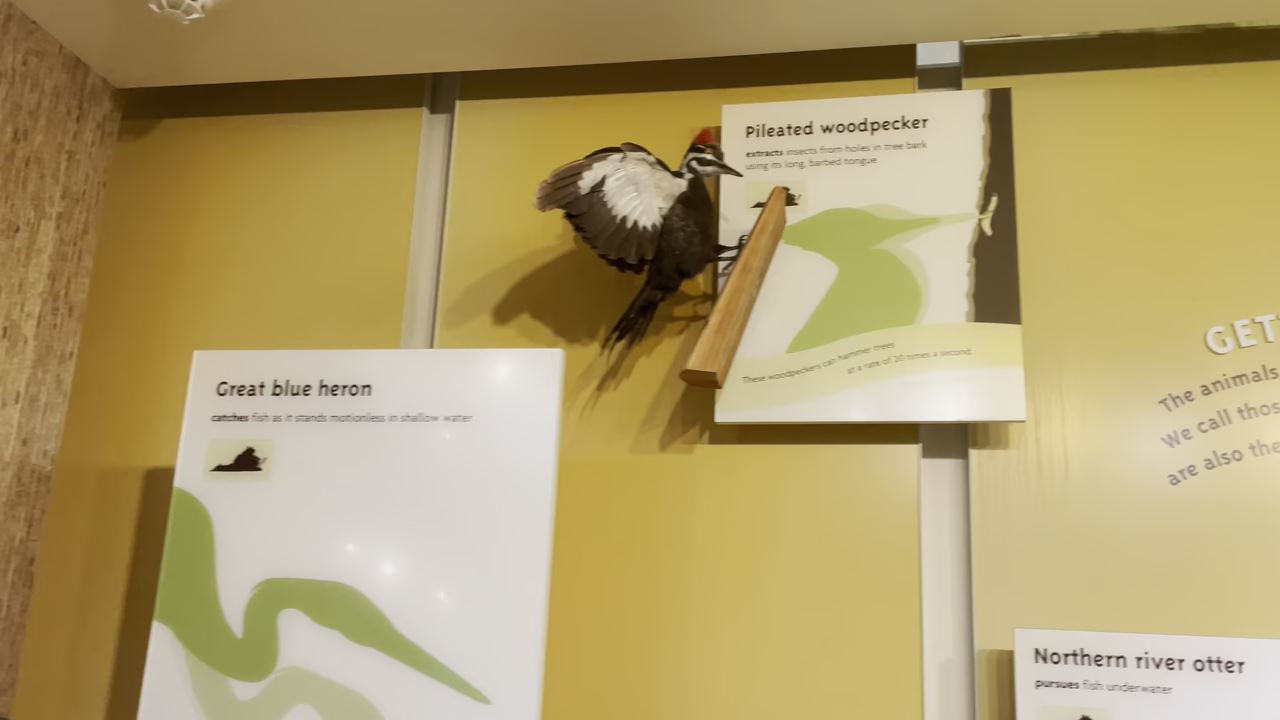 Pileated woodpecker
extracts insects from holes in tree bark
using its long, barbed tongue
These woodpeckers can hammer trees
at a rate of 20 times a second
Great blue heron
catches fish as it stands motionless in shallow water
GET
The animals
We call thos
are also the
Northern river otter
pursues fish underwater